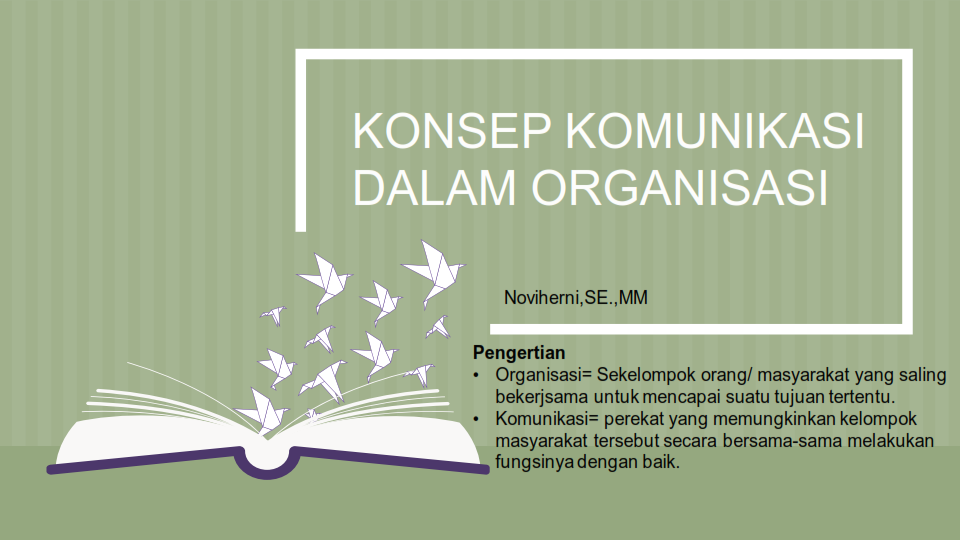 KONSEP KOMUNIKASI
DALAM ORGANISASI
Noviherni,SE.,MM
Pengertian
• Organisasi= Sekelompok orang/ masyarakat yang saling
bekerjsama untuk mencapai suatu tujuan tertentu.
• Komunikasi= perekat yang memungkinkan kelompok
masyarakat tersebut secara bersama-sama melakukan
fungsinya dengan baik.